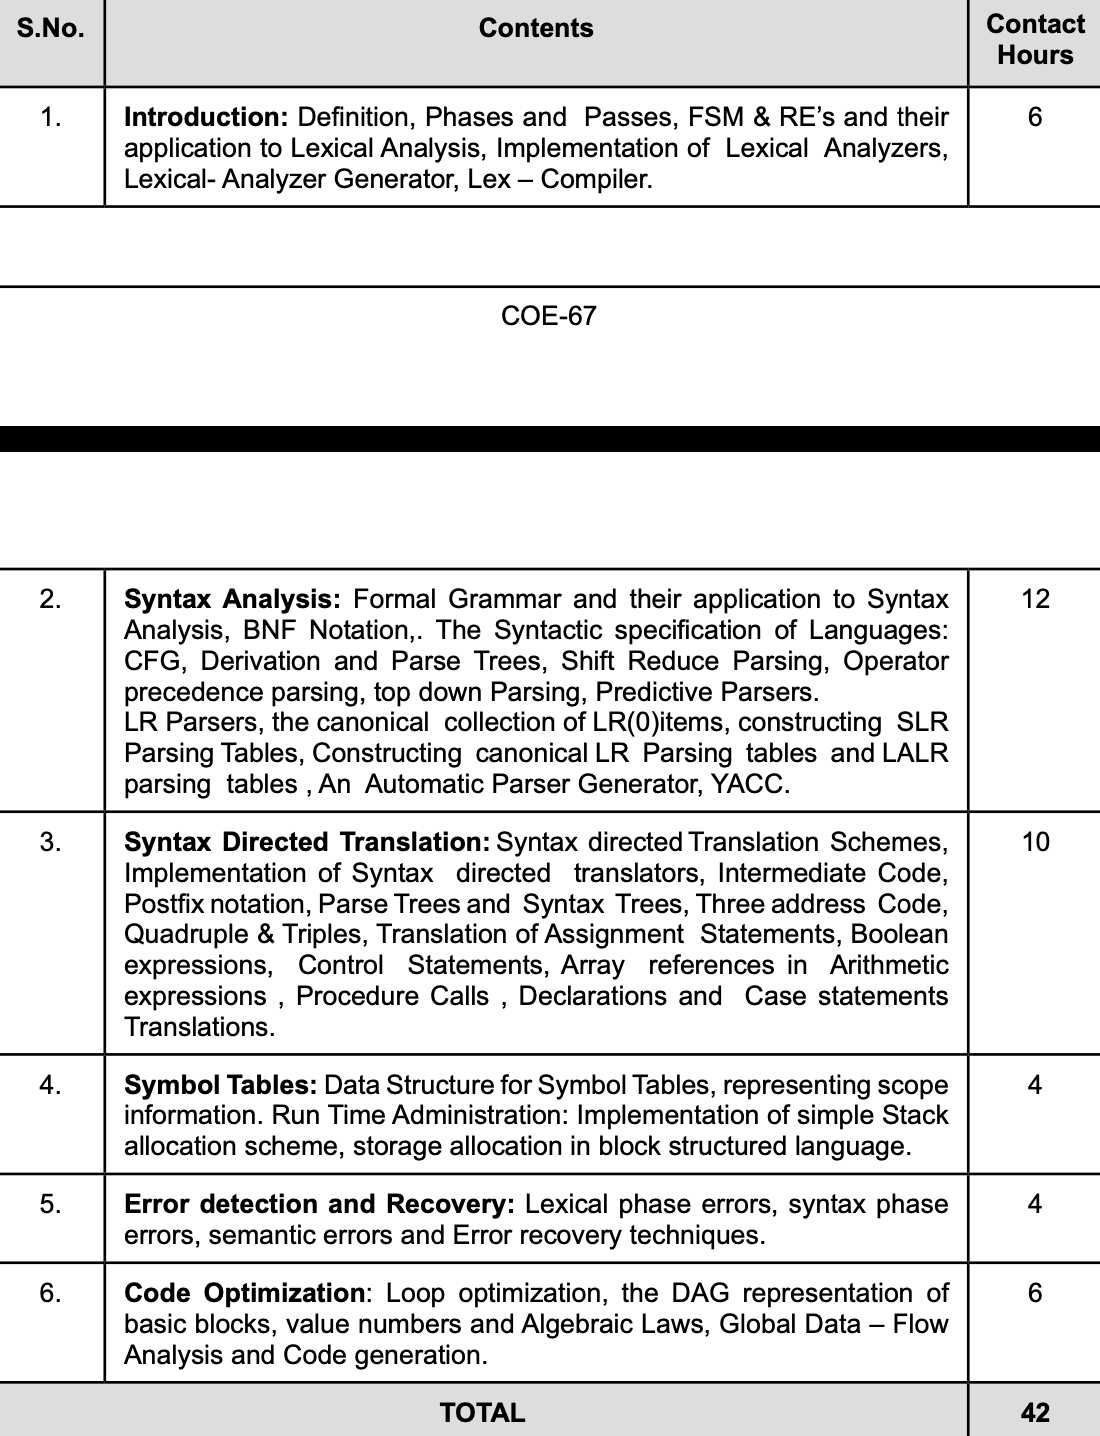 S.No. Contents Contact
Hours
1. Introduction: Definition, Phases and Passes, FSM & RE’s and their 6
application to Lexical Analysis, Implementation of Lexical Analyzers,
Lexical- Analyzer Generator, Lex – Compiler.
COE-67
2. Syntax Analysis: Formal Grammar and their application to Syntax 12
Analysis, BNF Notation,. The Syntactic specification of Languages:
CFG, Derivation and Parse Trees, Shift Reduce Parsing, Operator
precedence parsing, top down Parsing, Predictive Parsers.
LR Parsers, the canonical collection of LR(0)items, constructing SLR
Parsing Tables, Constructing canonical LR Parsing tables and LALR
parsing tables , An Automatic Parser Generator, YACC.
3. Syntax Directed Translation: Syntax directed Translation Schemes, 10
Implementation of Syntax directed translators, Intermediate Code,
Postfix notation, Parse Trees and Syntax Trees, Three address Code,
Quadruple & Triples, Translation of Assignment Statements, Boolean
expressions, Control Statements, Array references in Arithmetic
expressions , Procedure Calls , Declarations and Case statements
Translations.
4. Symbol Tables: Data Structure for Symbol Tables, representing scope 4
information. Run Time Administration: Implementation of simple Stack
allocation scheme, storage allocation in block structured language.
5. Error detection and Recovery: Lexical phase errors, syntax phase 4
errors, semantic errors and Error recovery techniques.
6. Code Optimization: Loop optimization, the DAG representation of 6
basic blocks, value numbers and Algebraic Laws, Global Data – Flow
Analysis and Code generation.
TOTAL 42